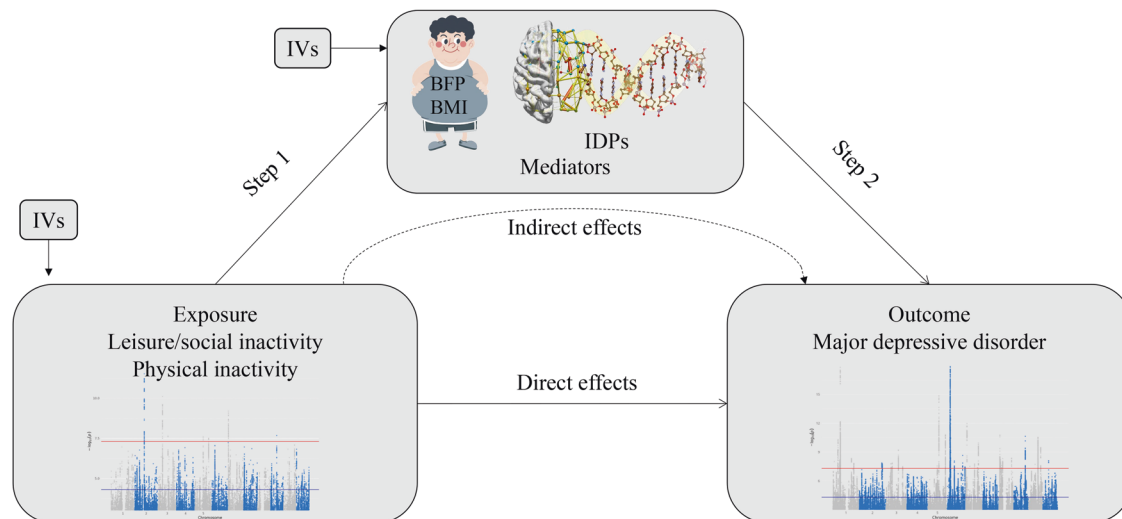 IVs
BFP
BMI
IDPs
Mediators
Step 1
Step 2
IVs
Indirect effects
Exposure
Leisure/social inactivity
Physical inactivity
Direct effects
Outcome
Major depressive disorder
Chromosome
Chromosome